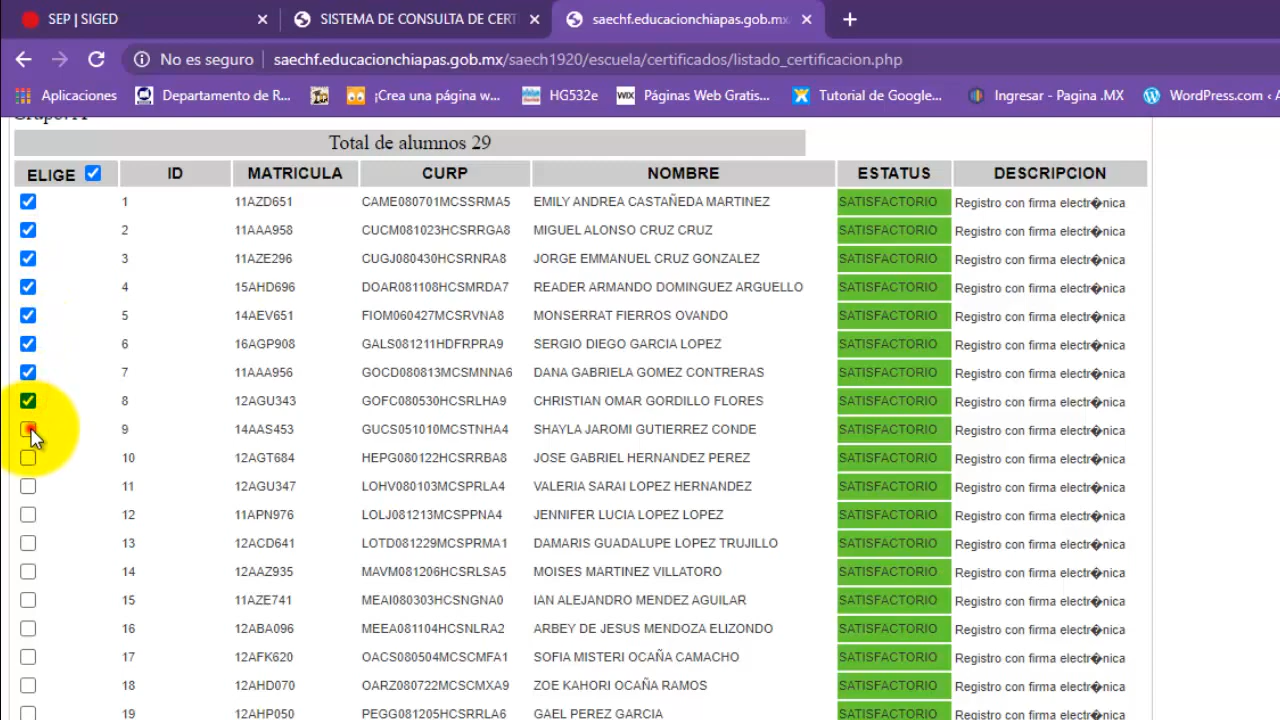 SEP | SIGED
SISTEMA DE CONSULTA DE CERT
saechf.educacionchiapas.gob.mx
No es seguro | saechf.educacionchiapas.gob.mx/saech1920/escuela/certificados/listado_certificacion.php
Aplicaciones Departamento de R... ¡Crea una página w... HG532e WIX Páginas Web Gratis... Tutorial de Google... Ingresar - Pagina .MX WordPress.com ‹
Total de alumnos 29
ELIGE ID MATRICULA CURP NOMBRE ESTATUS DESCRIPCION
1 11AZD651 CAME080701MCSSRMA5 EMILY ANDREA CASTAÑEDA MARTINEZ SATISFACTORIO Registro con firma electr�nica
2 11AAA958 CUCM081023HCSRRGA8 MIGUEL ALONSO CRUZ CRUZ SATISFACTORIO Registro con firma electr�nica
3 11AZE296 CUGJ080430HCSRNRA8 JORGE EMMANUEL CRUZ GONZALEZ SATISFACTORIO Registro con firma electr�nica
4 15AHD696 DOAR081108HCSMRDA7 READER ARMANDO DOMINGUEZ ARGUELLO SATISFACTORIO Registro con firma electr�nica
5 14AEV651 FIOM060427MCSRVNA8 MONSERRAT FIERROS OVANDO SATISFACTORIO Registro con firma electr�nica
6 16AGP908 GALS081211HDFRPRA9 SERGIO DIEGO GARCIA LOPEZ SATISFACTORIO Registro con firma electr�nica
7 11AAA956 GOCD080813MCSMNNA6 DANA GABRIELA GOMEZ CONTRERAS SATISFACTORIO Registro con firma electr�nica
8 12AGU343 GOFC080530HCSRLHA9 CHRISTIAN OMAR GORDILLO FLORES SATISFACTORIO Registro con firma electr�nica
9 14AAS453 GUCS051010MCSTNHA4 SHAYLA JAROMI GUTIERREZ CONDE SATISFACTORIO Registro con firma electr�nica
10 12AGT684 HEPG080122HCSRRBA8 JOSE GABRIEL HERNANDEZ PEREZ SATISFACTORIO Registro con firma electr�nica
11 12AGU347 LOHV080103MCSPRLA4 VALERIA SARAI LOPEZ HERNANDEZ SATISFACTORIO Registro con firma electr�nica
12 11APN976 LOLJ081213MCSPPNA4 JENNIFER LUCIA LOPEZ LOPEZ SATISFACTORIO Registro con firma electr�nica
13 12ACD641 LOTD081229MCSPRMA1 DAMARIS GUADALUPE LOPEZ TRUJILLO SATISFACTORIO Registro con firma electr�nica
14 12AAZ935 MAVM081206HCSRLSA5 MOISES MARTINEZ VILLATORO SATISFACTORIO Registro con firma electr�nica
15 11AZE741 MEAI080303HCSNGNA0 IAN ALEJANDRO MENDEZ AGUILAR SATISFACTORIO Registro con firma electr�nica
16 12ABA096 MEEA081104HCSNLRA2 ARBEY DE JESUS MENDOZA ELIZONDO SATISFACTORIO Registro con firma electr�nica
17 12AFK620 OACS080504MCSCMFA1 SOFIA MISTERI OCAÑA CAMACHO SATISFACTORIO Registro con firma electr�nica
18 12AHD070 OARZ080722MCSCMXA9 ZOE KAHORI OCAÑA RAMOS SATISFACTORIO Registro con firma electr�nica
19 12AHP050 PEGG081205HCSRRLA6 GAEL PEREZ GARCIA SATISFACTORIO Registro con firma electr�nica